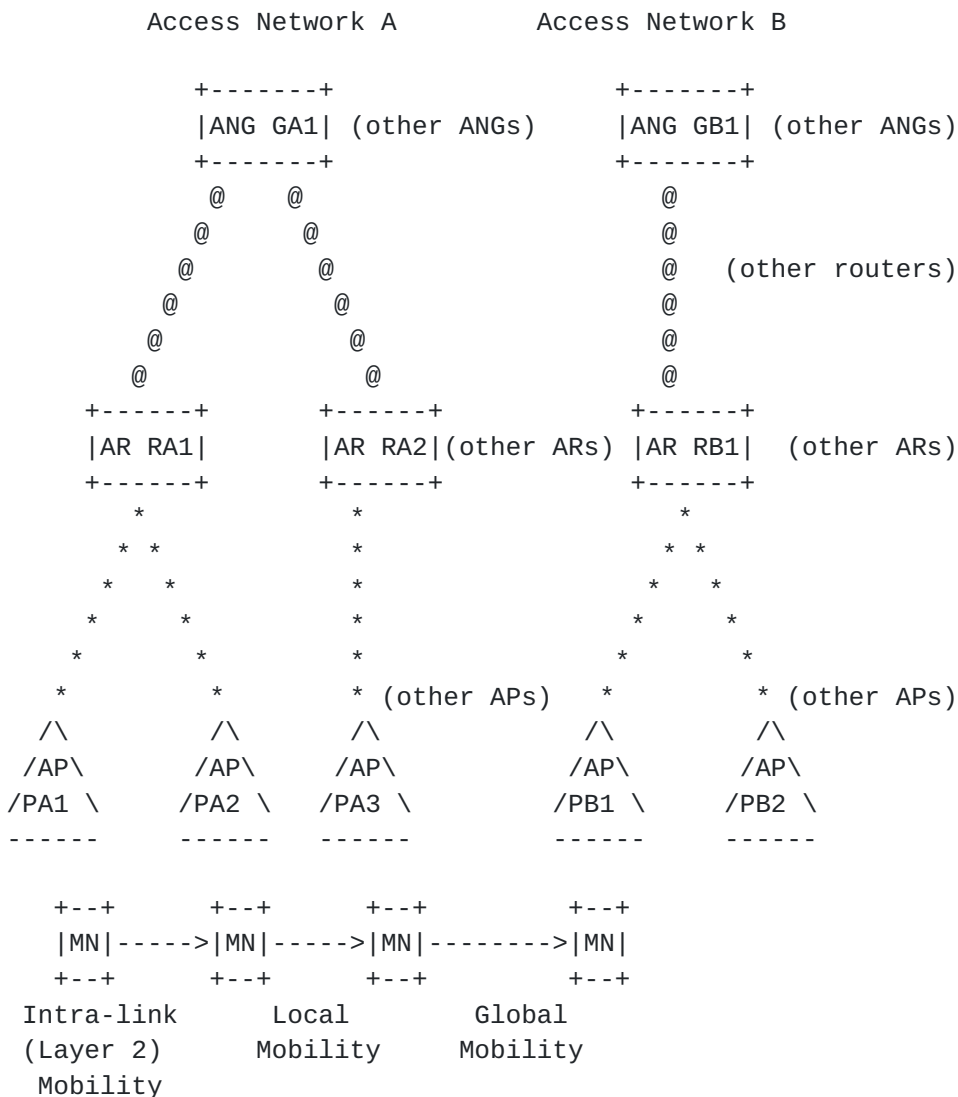 Access Network A Access Network B
+-------+ +-------+
|ANG GA1| (other ANGs) |ANG GB1| (other ANGs)
+-------+ +-------+
@ @ @
@ @ @
@ @ @ (other routers)
@ @ @
@ @ @
@ @ @
+------+ +------+ +------+
|AR RA1| |AR RA2|(other ARs) |AR RB1| (other ARs)
+------+ +------+ +------+
* * *
* * * * *
* * * * *
* * * * *
* * * * *
* * * (other APs) * * (other APs)
/\ /\ /\ /\ /\
/AP\ /AP\ /AP\ /AP\ /AP\
/PA1 \ /PA2 \ /PA3 \ /PB1 \ /PB2 \
------ ------ ------ ------ ------
+--+ +--+ +--+ +--+
|MN|----->|MN|----->|MN|-------->|MN|
+--+ +--+ +--+ +--+
Intra-link Local Global
(Layer 2) Mobility Mobility
Mobility